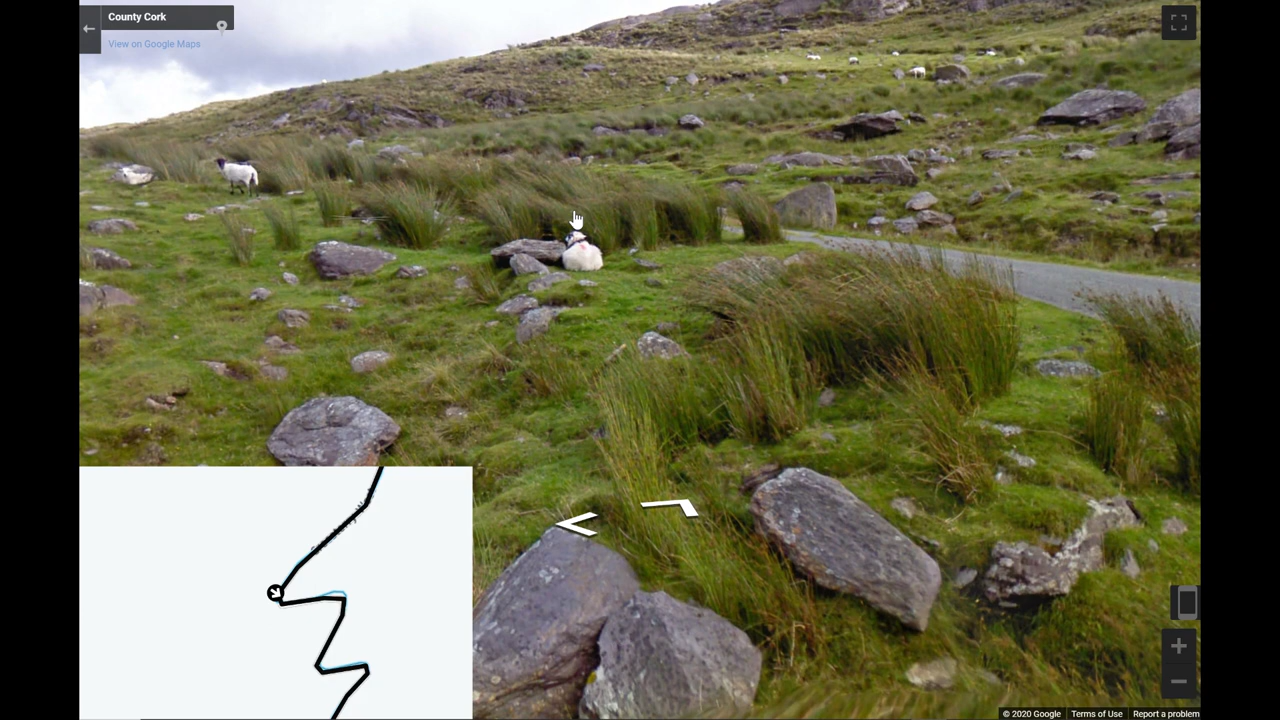 County Cork
View on Google Maps
© 2020 Google
Terms of Use
Report a problem